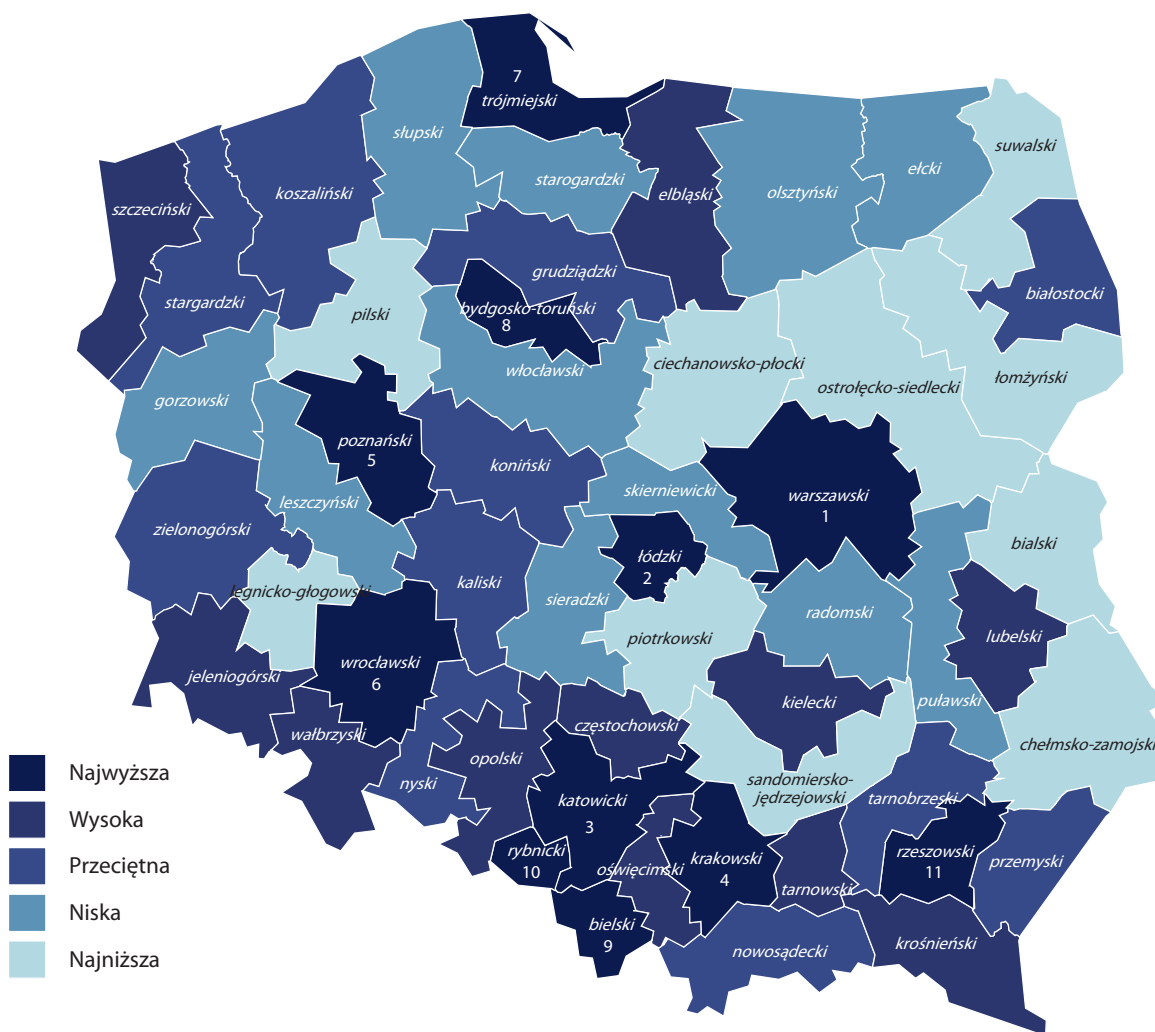 7
trójmiejski
słupski
suwalski
starogardzki
ełcki
olsztyński
elbląski
koszaliński
szczeciński
grudziądzki
białostocki
stargardzki
bydgosko-toruński
8
pilski
ciechanowsko-płocki
włocławski
łomżyński
ostrołęcko-siedlecki
gorzowski
poznański
5
koniński
skierniewicki
warszawski
1
leszczyński
zielonogórski
bialski
łódzki
2
kaliski
legnicko-głogowski
sieradzki
radomski
piotrkowski
lubelski
wrocławski
6
jeleniogórski
kielecki
puławski
częstochowski
wałbrzyski
chełmsko-zamojski
opolski
nyski
sandomiersko-
jędrzejowski
tarnobrzeski
katowicki
3
rybnicki
10
oświęcimski
krakowski
4
rzeszowski
11
przemyski
tarnowski
bielski
9
nowosądecki
krośnieński
Najwyższa
Wysoka
Przeciętna
Niska
Najniższa